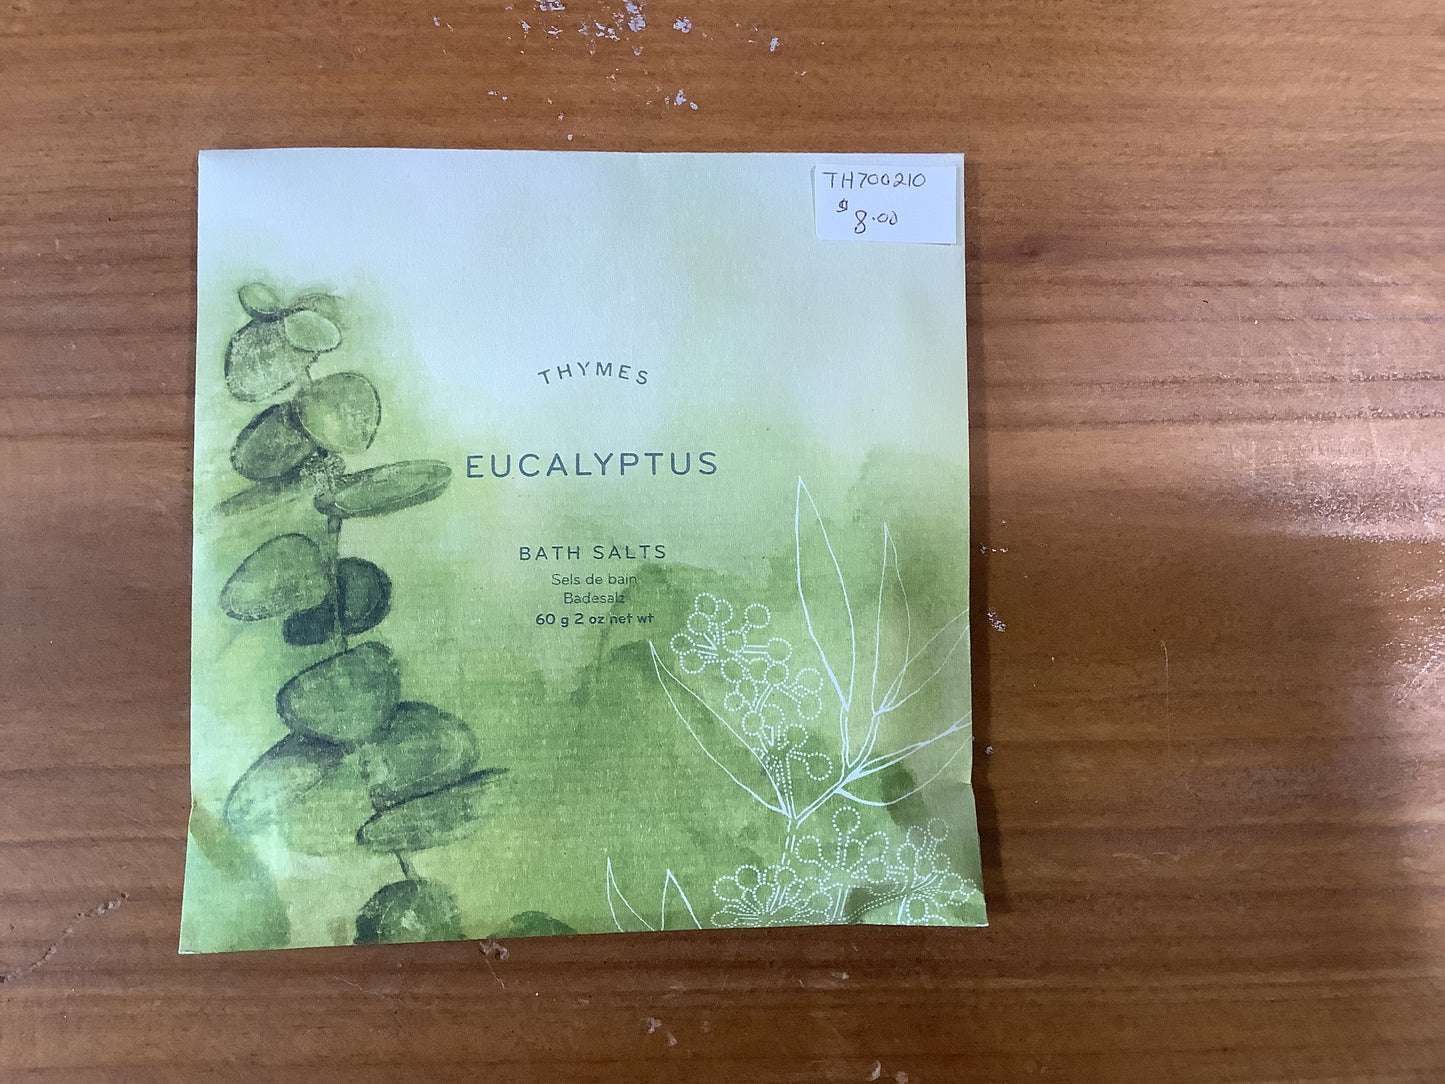 TH700210
$8.00
THYMES
EUCALYPTUS
BATH SALTS
Sels de bain
Badesalz
60 g 2 oz net wt